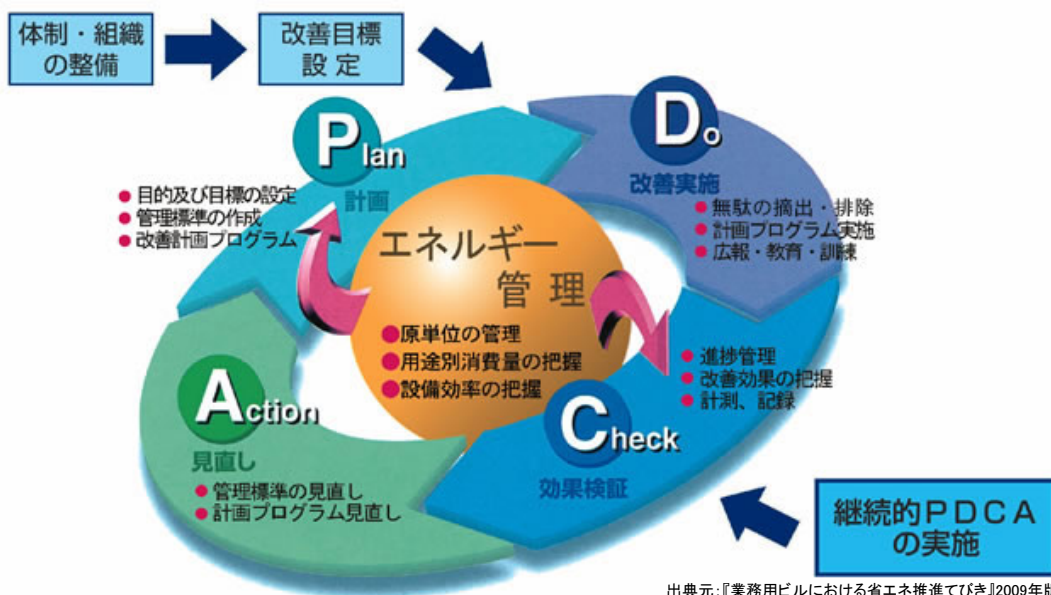 体制・組織
の整備
改善目標
設 定
Plan
計画
● 目的及び目標の設定
● 管理標準の作成
● 改善計画プログラム
Do
改善実施
● 無駄の摘出・排除
● 計画プログラム実施
● 広報・教育・訓練
エネルギー
管 理
●原単位の管理
●用途別消費量の把握
●設備効率の把握
● 進捗管理
● 改善効果の把握
● 計測、記録
Check
効果検証
Action
見直し
● 管理標準の見直し
● 計画プログラム見直し
継続的ＰＤＣＡ
の実施
出典元:『業務用ビルにおける省エネ推進てびき』2009年版